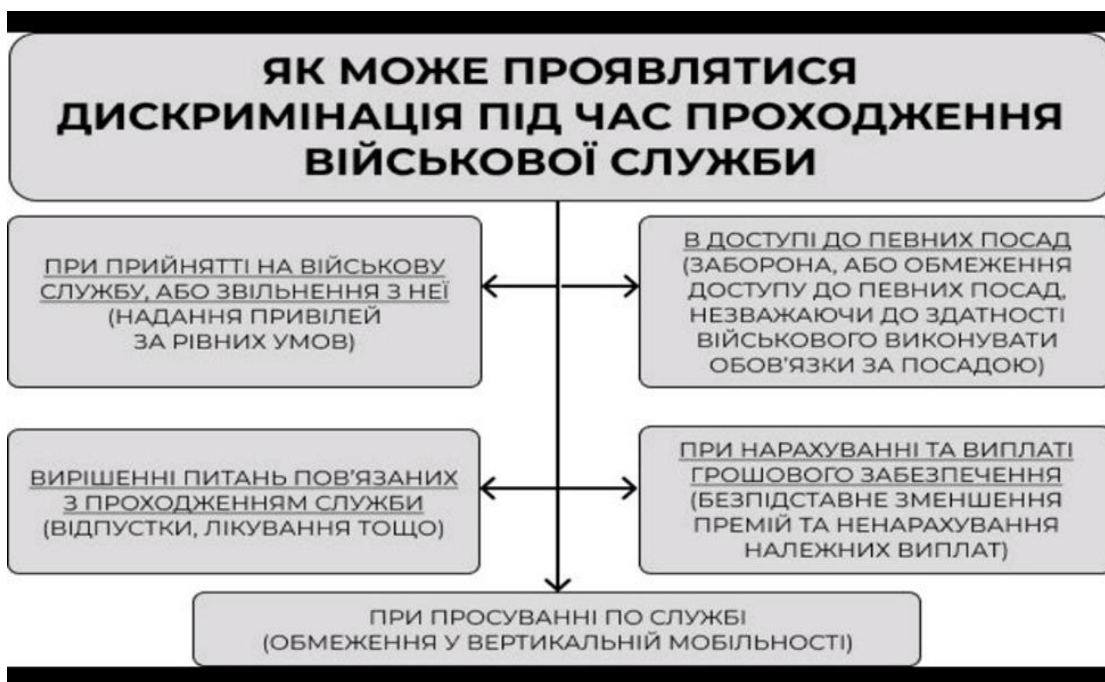 ЯК МОЖЕ ПРОЯВЛЯТИСЯ
ДИСКРИМІНАЦІЯ ПІД ЧАС ПРОХОДЖЕННЯ
ВІЙСЬКОВОЇ СЛУЖБИ
ПРИ ПРИЙНЯТТІ НА ВІЙСЬКОВУ
СЛУЖБУ, АБО ЗВІЛЬНЕННЯ З НЕЇ
(НАДАННЯ ПРИВІЛЕЙ
ЗА РІВНИХ УМОВ)
В ДОСТУПІ ДО ПЕВНИХ ПОСАД
(ЗАБОРОНА, АБО ОБМЕЖЕННЯ
ДОСТУПУ ДО ПЕВНИХ ПОСАД,
НЕЗВАЖАЮЧИ ДО ЗДАТНОСТІ
ВІЙСЬКОВОГО ВИКОНУВАТИ
ОБОВ'ЯЗКИ ЗА ПОСАДОЮ)
ВИРІШЕННІ ПИТАНЬ ПОВ'ЯЗАНИХ
З ПРОХОДЖЕННЯМ СЛУЖБИ
(ВІДПУСТКИ, ЛІКУВАННЯ ТОЩО)
ПРИ НАРАХУВАННІ ТА ВИПЛАТІ
ГРОШОВОГО ЗАБЕЗПЕЧЕННЯ
(БЕЗПІДСТАВНЕ ЗМЕНШЕННЯ
ПРЕМІЙ ТА НЕНАРАХУВАННЯ
НАЛЕЖНИХ ВИПЛАТ)
ПРИ ПРОСУВАННІ ПО СЛУЖБІ
(ОБМЕЖЕННЯ У ВЕРТИКАЛЬНІЙ МОБІЛЬНОСТІ)